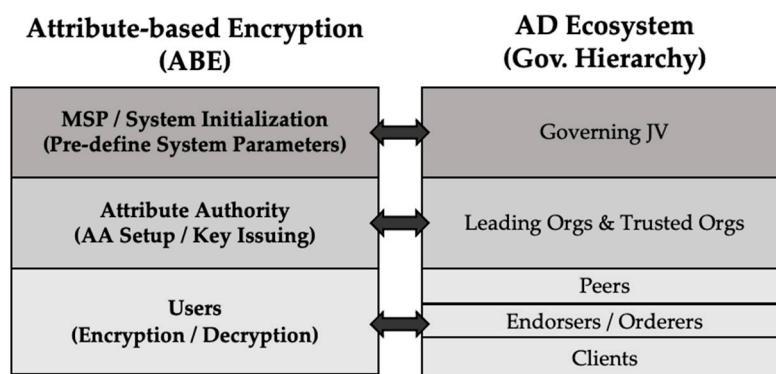 Attribute-based Encryption
(ABE)
AD Ecosystem
(Gov. Hierarchy)
MSP / System Initialization
(Pre-define System Parameters)
Governing JV
Attribute Authority
(AA Setup / Key Issuing)
Leading Orgs & Trusted Orgs
Users
(Encryption / Decryption)
Peers
Endorsers / Orderers
Clients